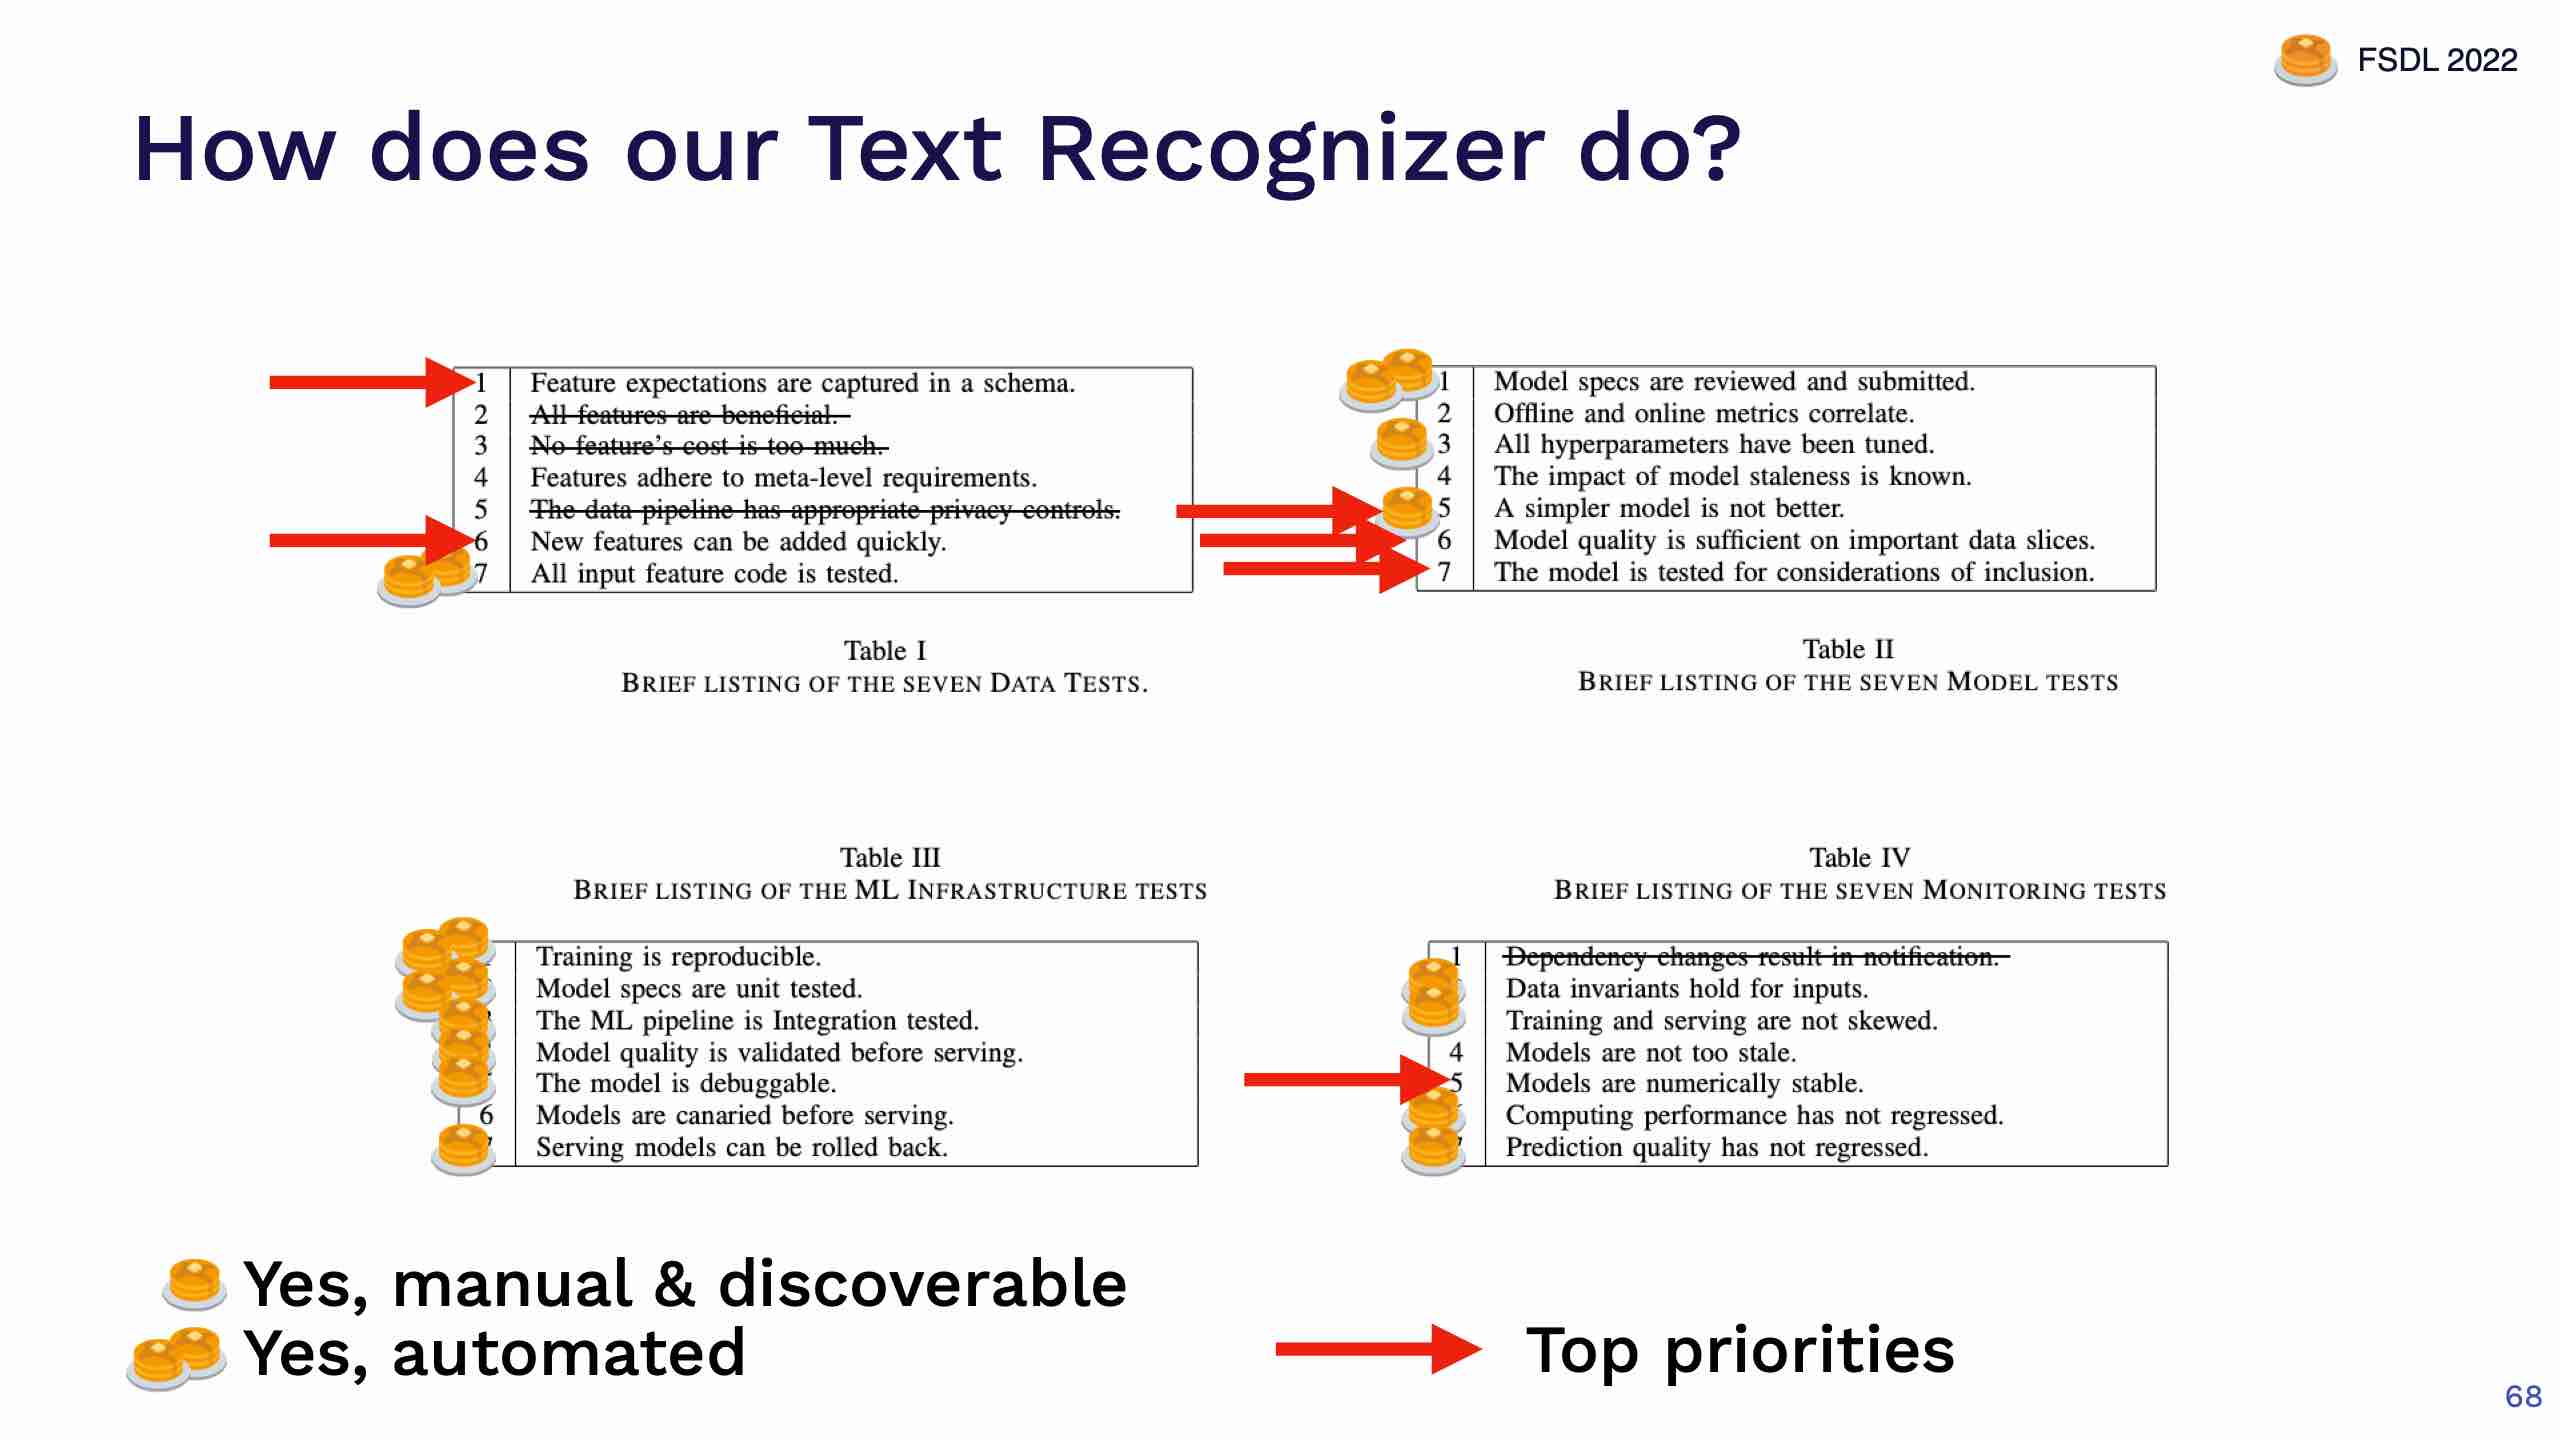 FSDL 2022
How does our Text Recognizer do?
1 Feature expectations are captured in a schema.
2 All features are beneficial.
3 No feature's cost is too much.
4 Features adhere to meta-level requirements.
5 The data pipeline has appropriate privacy controls.
6 New features can be added quickly.
7 All input feature code is tested.
Table I
BRIEF LISTING OF THE SEVEN DATA TESTS.
1 Model specs are reviewed and submitted.
2 Offline and online metrics correlate.
3 All hyperparameters have been tuned.
4 The impact of model staleness is known.
5 A simpler model is not better.
6 Model quality is sufficient on important data slices.
7 The model is tested for considerations of inclusion.
Table II
BRIEF LISTING OF THE SEVEN MODEL TESTS
Table III
BRIEF LISTING OF THE ML INFRASTRUCTURE TESTS
Training is reproducible.
Model specs are unit tested.
The ML pipeline is Integration tested.
Model quality is validated before serving.
The model is debuggable.
6 Models are canaried before serving.
Serving models can be rolled back.
Table IV
BRIEF LISTING OF THE SEVEN MONITORING TESTS
1 Dependency changes result in notification.
Data invariants hold for inputs.
Training and serving are not skewed.
4 Models are not too stale.
5 Models are numerically stable.
Computing performance has not regressed.
Prediction quality has not regressed.
Yes, manual & discoverable
Yes, automated
Top priorities
68